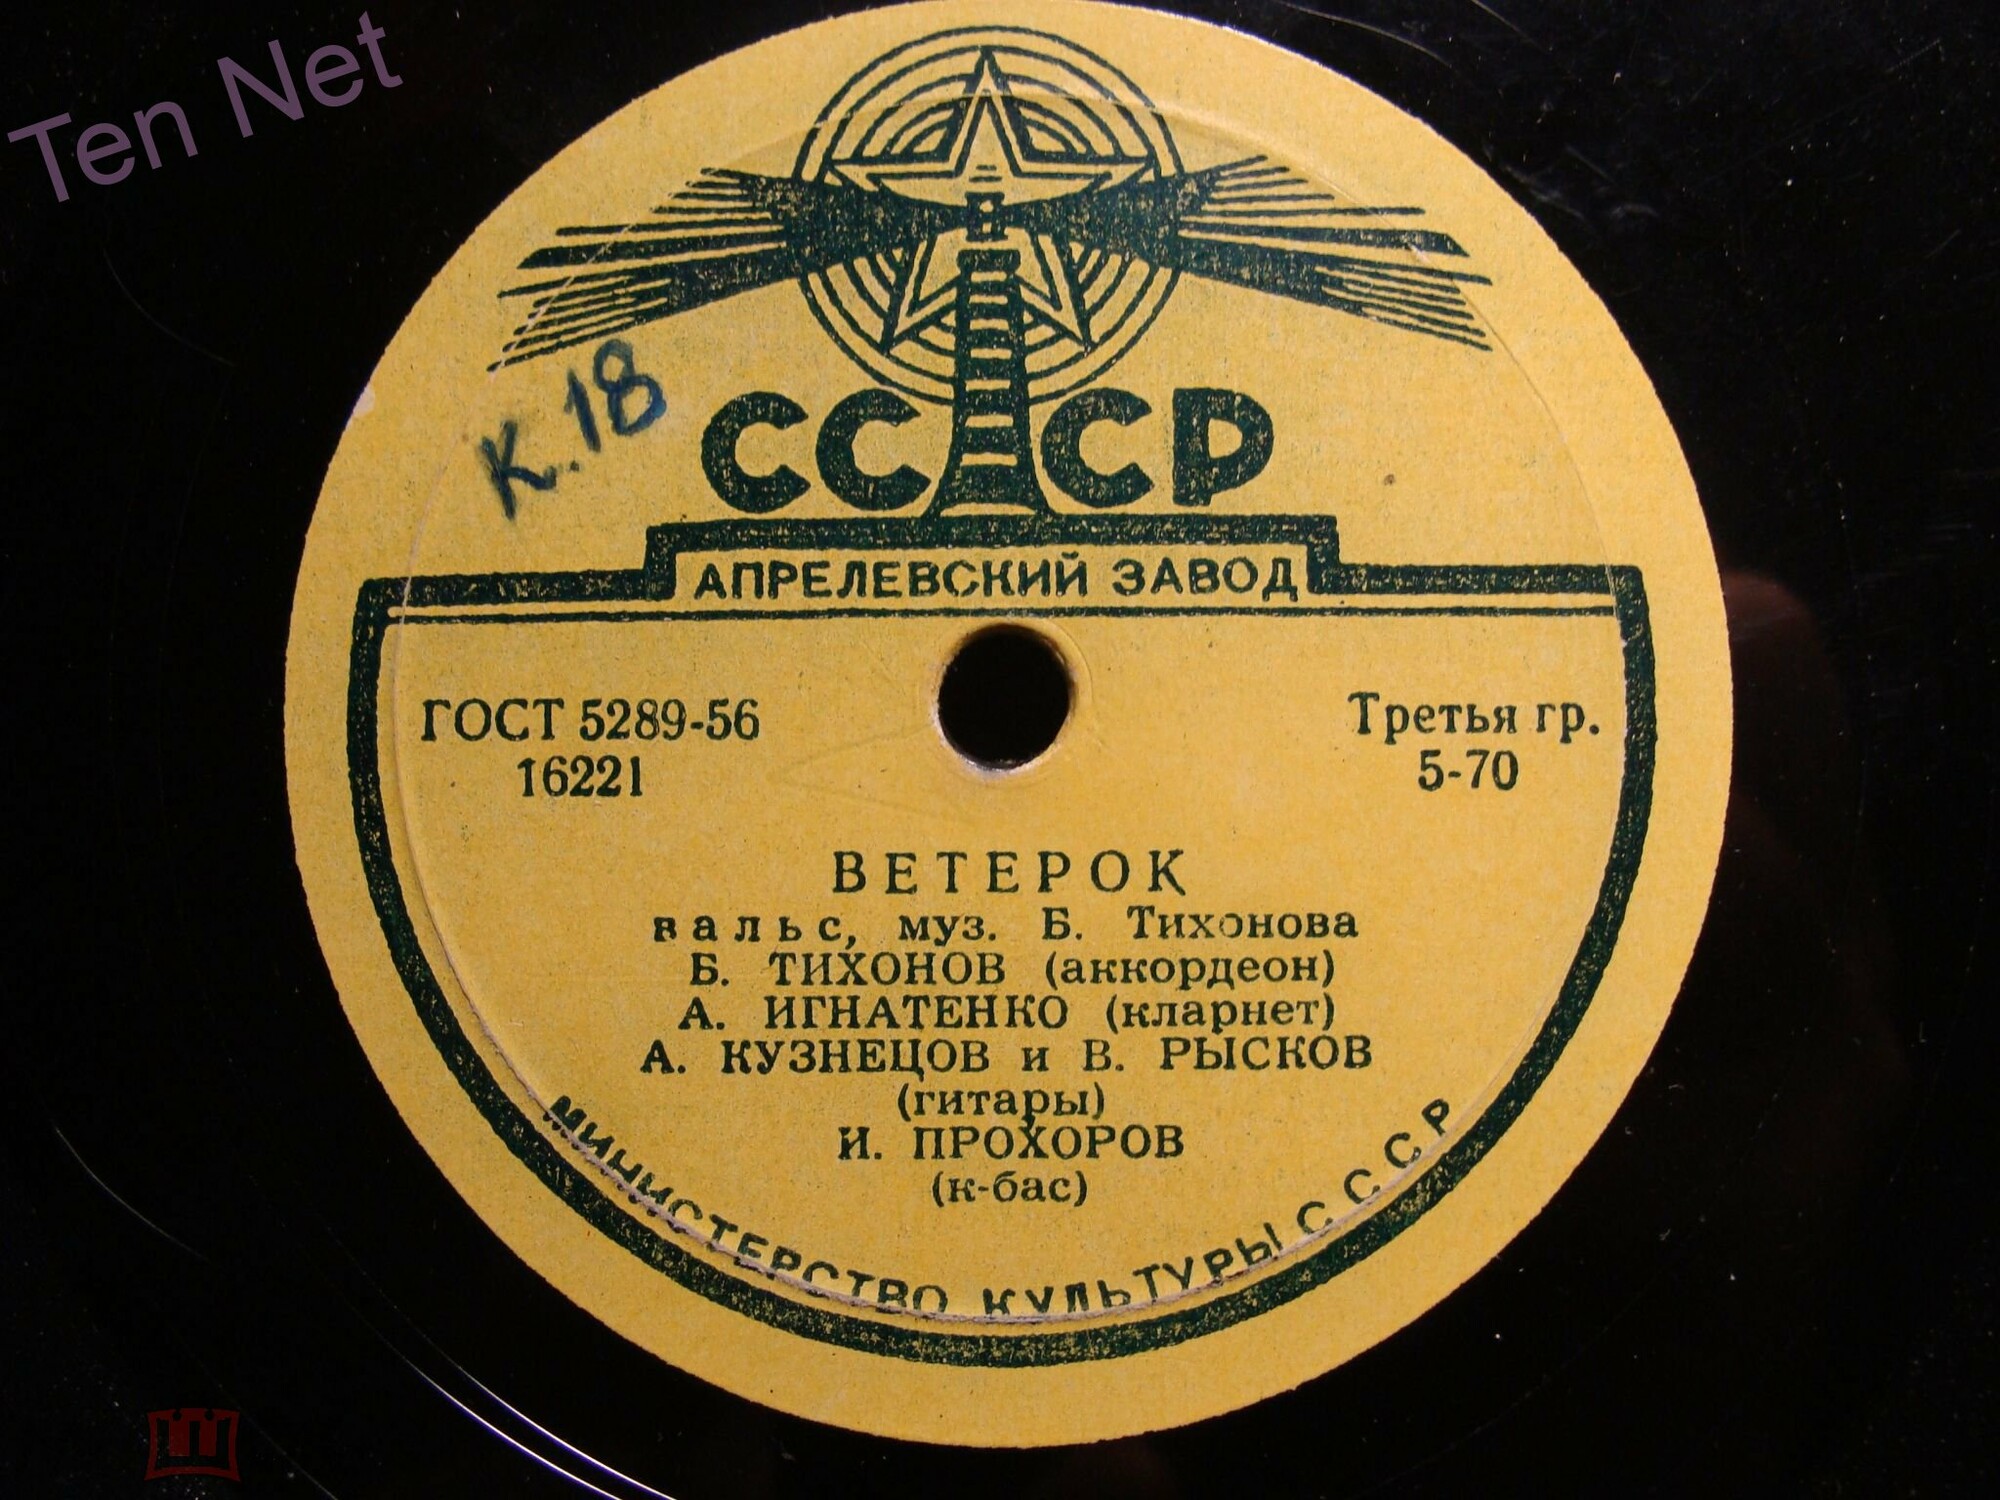 Ten Net
к.18
СССР
АПРЕЛЕВСКИЙ ЗАВОД
ГОСТ 5289-56
16221
Третья гр.
5-70
ВЕТЕРОК
вальс, муз. Б. Тихонова
Б. ТИХОНОВ (аккордеон)
А. ИГНАТЕНКО (кларнет)
А. КУЗНЕЦОВ и В. РЫСКОВ
(гитары)
И. ПРОХОРОВ
(к-бас)
МИНИСТЕРСТВО КУЛЬТУРЫ СССР